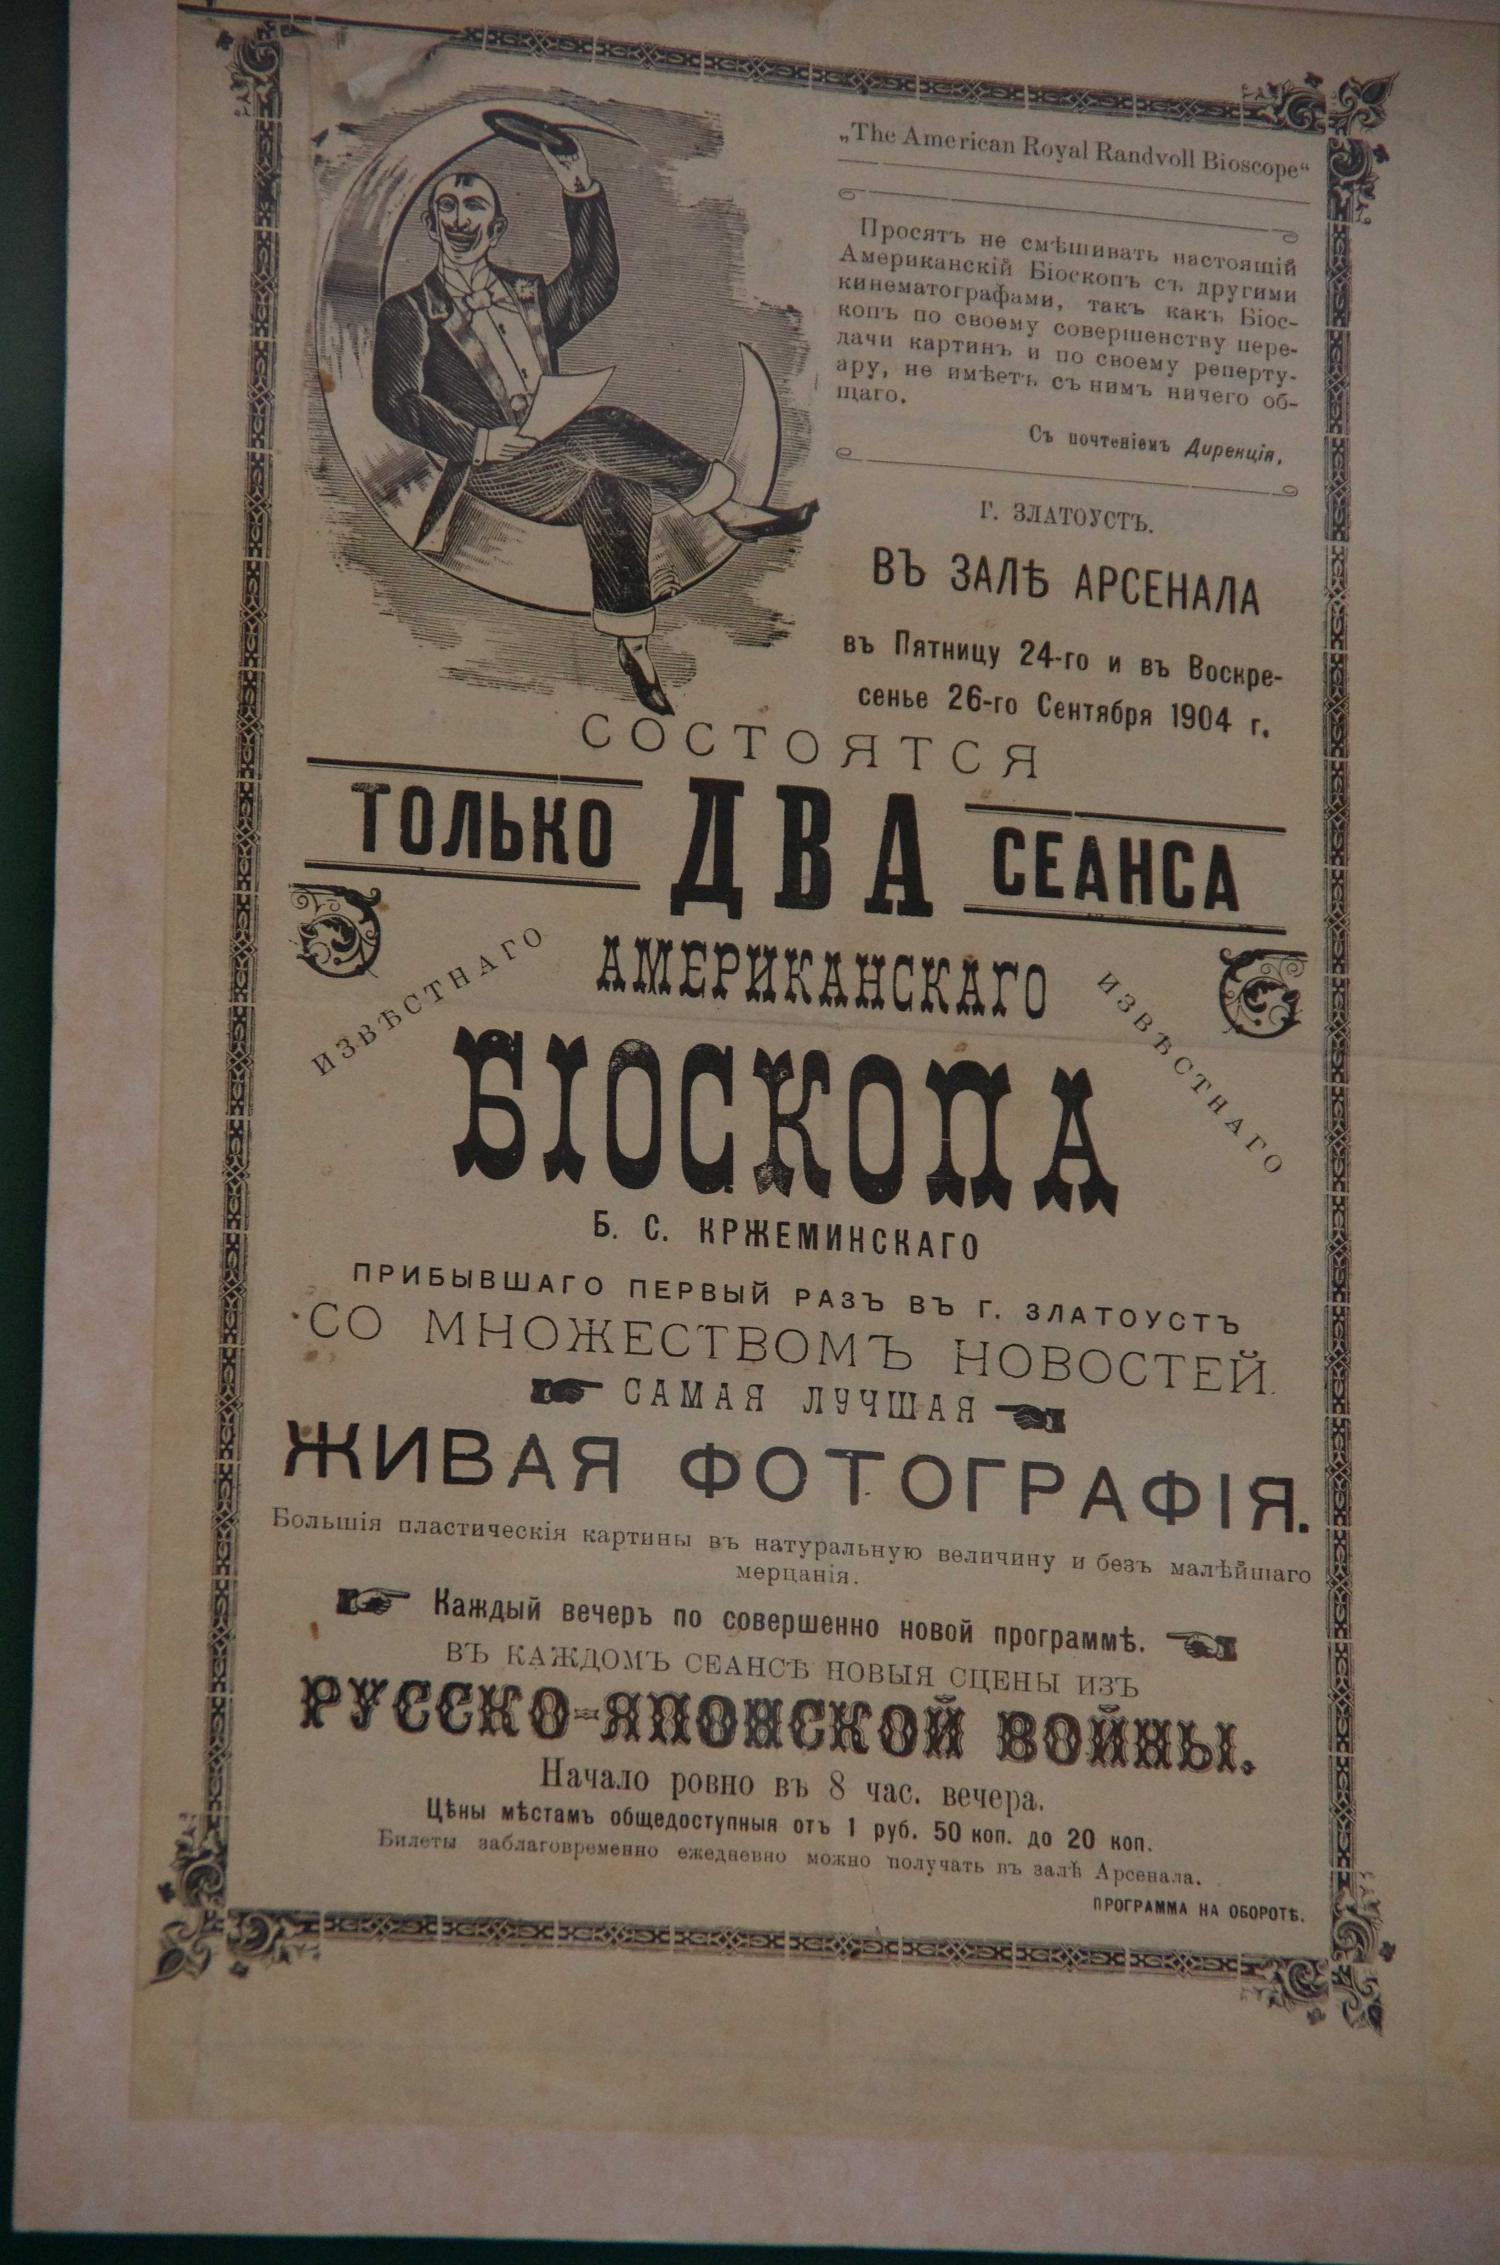 „The American Royal Randvoll Bioscope“
Просятъ не смѣшивать настоящій
Американскій Біоскопъ съ другими
кинематографами, такъ какъ Біос-
копъ по своему совершенству пере-
дачи картинъ и по своему реперту-
ару, не имѣетъ съ нимъ ничего об-
щаго.
Съ почтеніемъ Дирекція,
Г. ЗЛАТОУСТЪ.
ВЪ ЗАЛѢ АРСЕНАЛА
въ Пятницу 24-го и въ Воскре-
сенье 26-го Сентября 1904 г.
СОСТОЯТСЯ
ТОЛЬКО ДВА СЕАНСА
ИЗВѢСТНАГО АМЕРИКАНСКАГО ИЗВѢСТНАГО
БІОСКОПА
Б. С. КРЖЕМИНСКАГО
ПРИБЫВШАГО ПЕРВЫЙ РАЗЪ ВЪ Г. ЗЛАТОУСТЪ
СО МНОЖЕСТВОМЪ НОВОСТЕЙ.
САМАЯ ЛУЧШАЯ
ЖИВАЯ ФОТОГРАФІЯ.
Большія пластическія картины въ натуральную величину и безъ малѣйшаго
мерцанія.
Каждый вечеръ по совершенно новой программѣ.
ВЪ КАЖДОМЪ СЕАНСѢ НОВЫЯ СЦЕНЫ ИЗЪ
РУССКО-ЯПОНСКОЙ ВОЙНЫ.
Начало ровно въ 8 час. вечера.
Цѣны мѣстамъ общедоступныя отъ 1 руб. 50 коп. до 20 коп.
Билеты заблаговременно ежедневно можно получать въ залѣ Арсенала.
ПРОГРАММА НА ОБОРОТѢ.